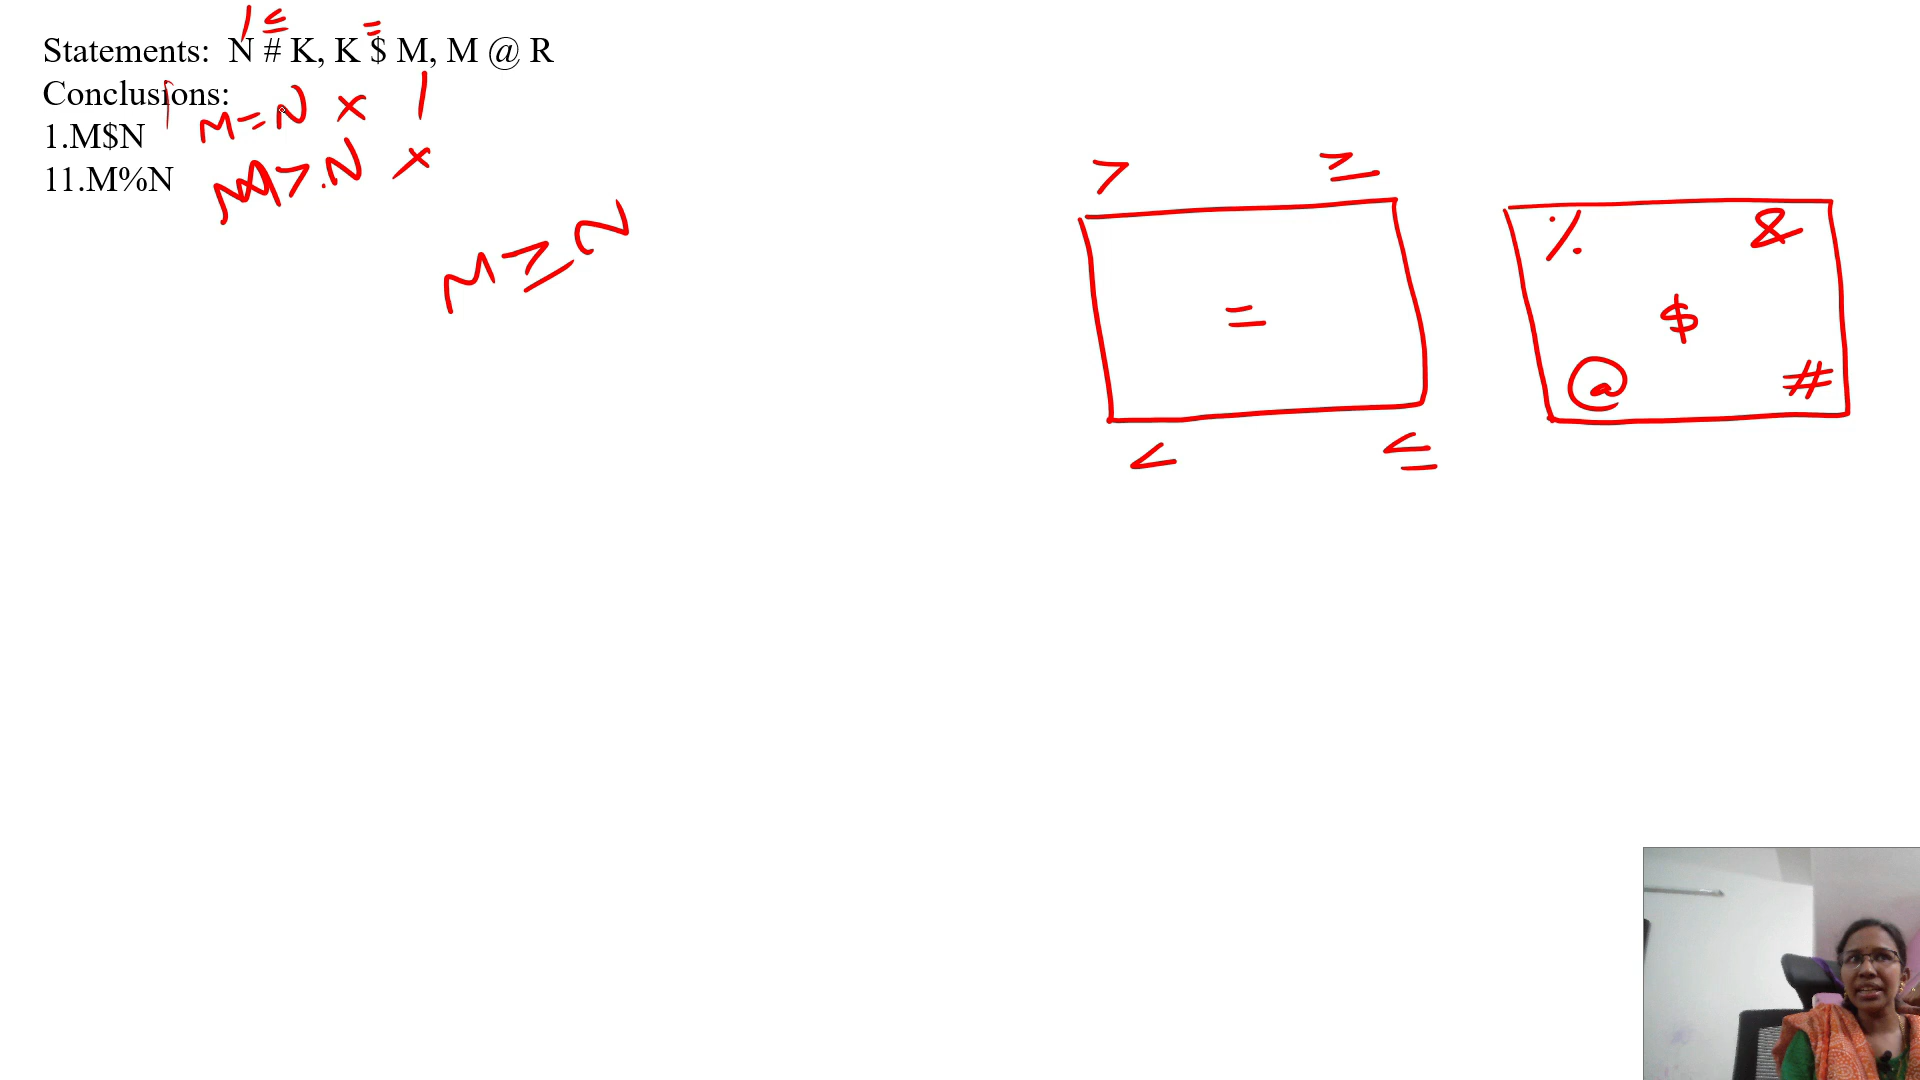 | ≤ =
Statements: N # K, K $ M, M @ R
Conclusions:
M=N × |
1.M$N
M>.N ×
11.M%N
M≥N
> ≥
% &
= $
@ #
< ≤